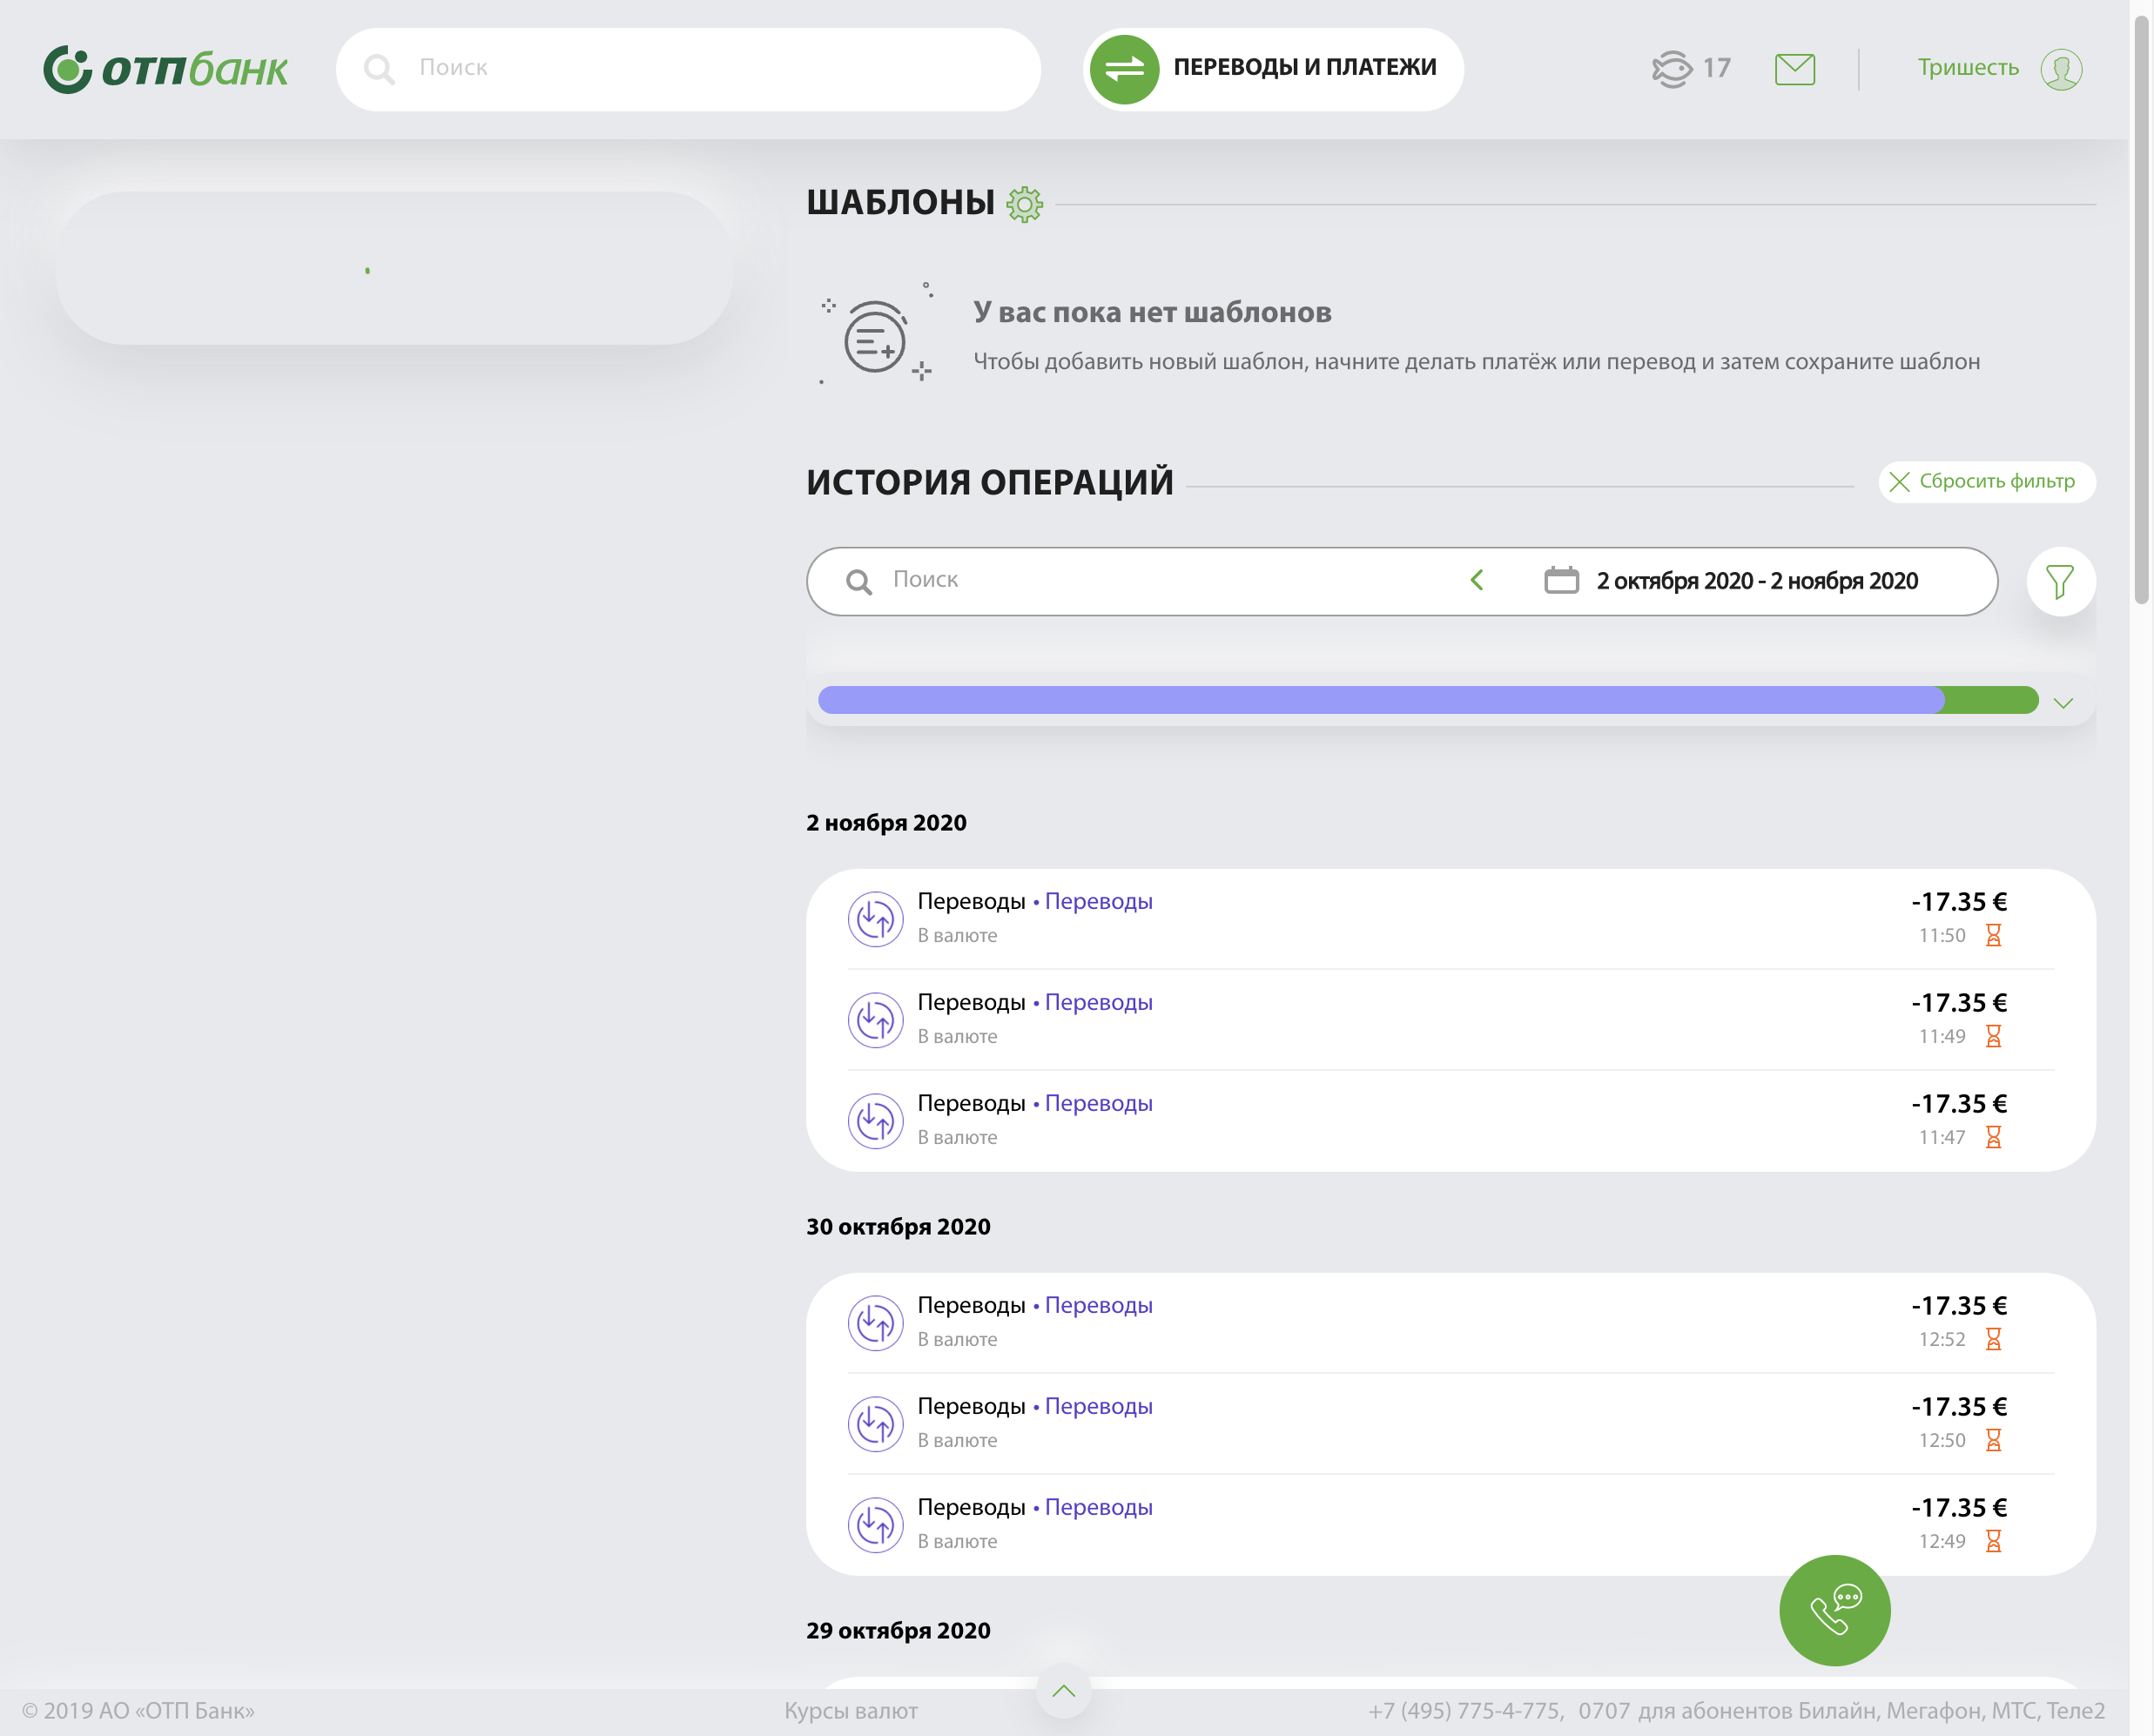 отпбанк
Поиск
ПЕРЕВОДЫ И ПЛАТЕЖИ
17
Тришесть
ШАБЛОНЫ
У вас пока нет шаблонов
Чтобы добавить новый шаблон, начните делать платёж или перевод и затем сохраните шаблон
ИСТОРИЯ ОПЕРАЦИЙ
Сбросить фильтр
Поиск
2 октября 2020 - 2 ноября 2020
2 ноября 2020
Переводы • Переводы
-17.35 €
В валюте
11:50
Переводы • Переводы
-17.35 €
В валюте
11:49
Переводы • Переводы
-17.35 €
В валюте
11:47
30 октября 2020
Переводы • Переводы
-17.35 €
В валюте
12:52
Переводы • Переводы
-17.35 €
В валюте
12:50
Переводы • Переводы
-17.35 €
В валюте
12:49
29 октября 2020
© 2019 АО «ОТП Банк»
Курсы валют
+7 (495) 775-4-775, 0707 для абонентов Билайн, Мегафон, МТС, Теле2